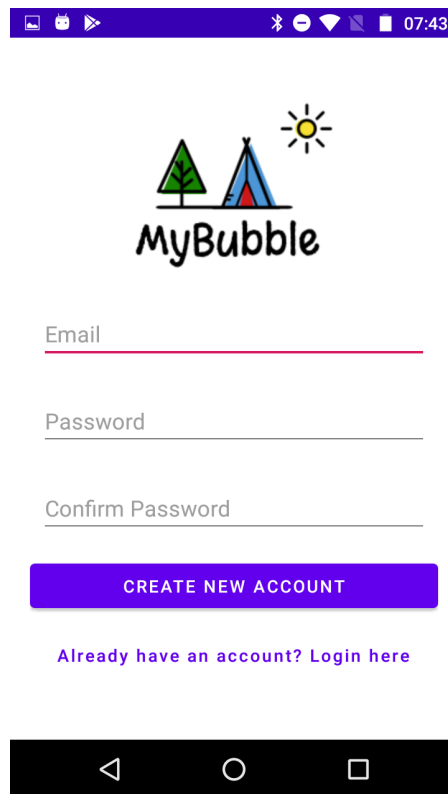 07:43
MyBubble
Email
Password
Confirm Password
CREATE NEW ACCOUNT
Already have an account? Login here